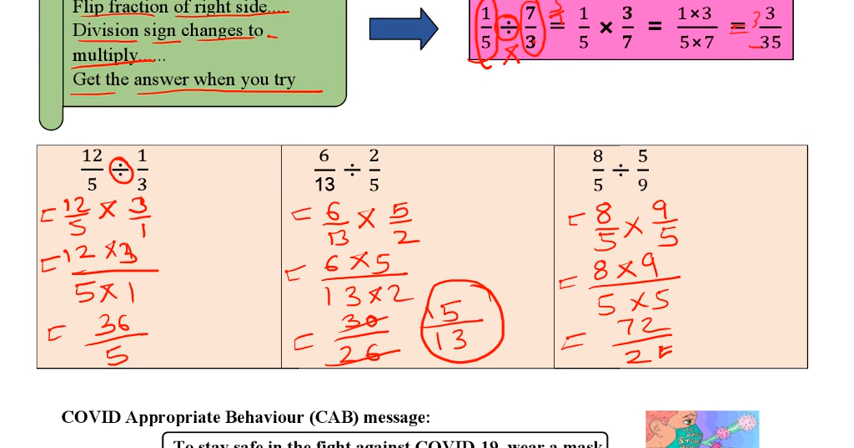 Flip fraction of right side....
Division sign changes to
multiply......
Get the answer when you try
1/5 ÷ 7/3 = 1/5 × 3/7 = 1×3/5×7 = 3/35
×
12/5 ÷ 1/3
= 12/5 × 3/1
= 12×3/5×1
= 36/5
6/13 ÷ 2/5
= 6/13 × 5/2
= 6×5/13×2
= 30/26
15/13
8/5 ÷ 5/9
= 8/5 × 9/5
= 8×9/5×5
= 72/25
COVID Appropriate Behaviour (CAB) message:
To stay safe in the fight against COVID-19, wear a mask